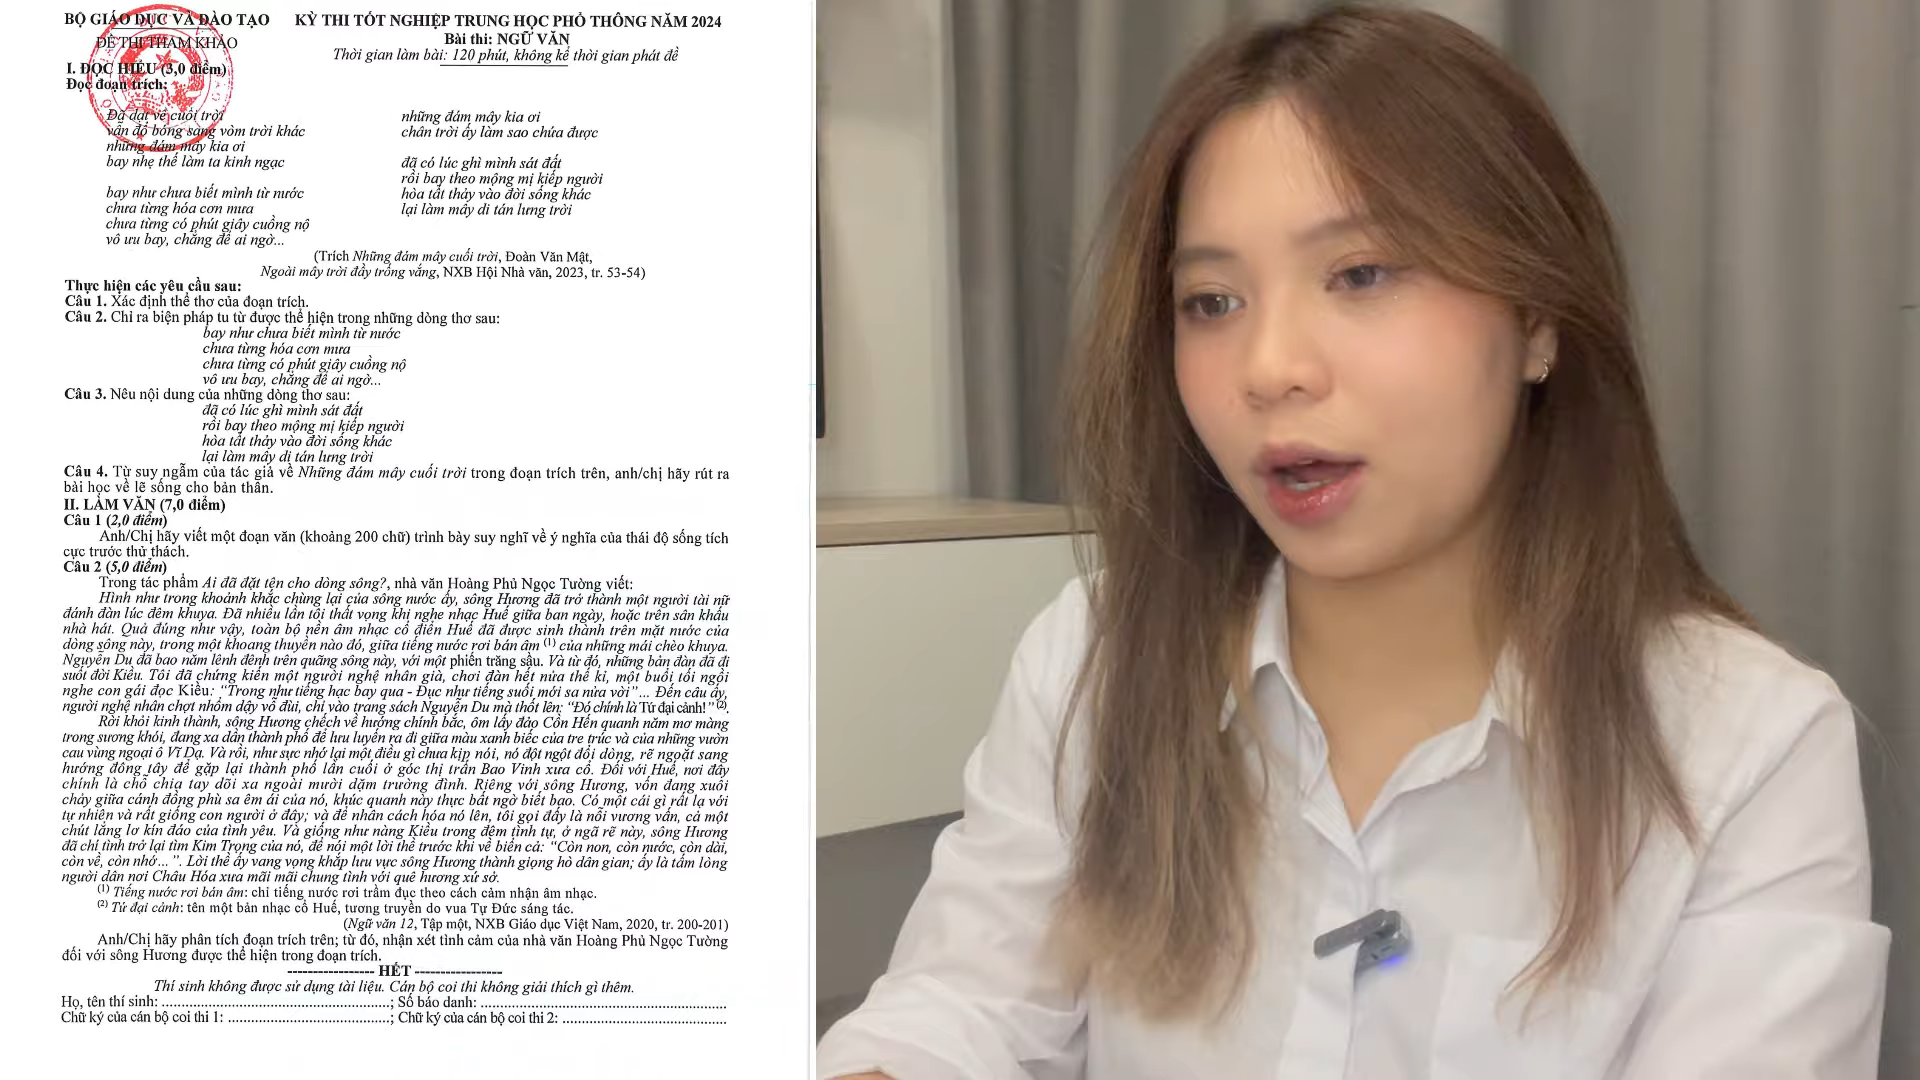 BỘ GIÁO DỤC VÀ ĐÀO TẠO
ĐỀ THI THAM KHẢO
KỲ THI TỐT NGHIỆP TRUNG HỌC PHỔ THÔNG NĂM 2024
Bài thi: NGỮ VĂN
Thời gian làm bài: 120 phút, không kể thời gian phát đề
I. ĐỌC HIỂU (3,0 điểm)
Đọc đoạn trích:
Đã dạt về cuối trời
vẫn đổ bóng sang vòm trời khác
những đám mây kia ơi
bay nhẹ thế làm ta kinh ngạc
bay như chưa biết mình từ nước
chưa từng hóa cơn mưa
chưa từng có phút giây cuồng nộ
vô ưu bay, chẳng để ai ngờ...
những đám mây kia ơi
chân trời ấy làm sao chứa được
đã có lúc ghì mình sát đất
rồi bay theo mộng mị kiếp người
hòa tất thảy vào đời sống khác
lại làm mây di tản lưng trời
(Trích Những đám mây cuối trời, Đoàn Văn Mật,
Ngoài mây trời đầy trống vắng, NXB Hội Nhà văn, 2023, tr. 53-54)
Thực hiện các yêu cầu sau:
Câu 1. Xác định thể thơ của đoạn trích.
Câu 2. Chỉ ra biện pháp tu từ được thể hiện trong những dòng thơ sau:
bay như chưa biết mình từ nước
chưa từng hóa cơn mưa
chưa từng có phút giây cuồng nộ
vô ưu bay, chẳng để ai ngờ...
Câu 3. Nêu nội dung của những dòng thơ sau:
đã có lúc ghì mình sát đất
rồi bay theo mộng mị kiếp người
hòa tất thảy vào đời sống khác
lại làm mây di tản lưng trời
Câu 4. Từ suy ngẫm của tác giả về Những đám mây cuối trời trong đoạn trích trên, anh/chị hãy rút ra
bài học về lẽ sống cho bản thân.
II. LÀM VĂN (7,0 điểm)
Câu 1 (2,0 điểm)
Anh/Chị hãy viết một đoạn văn (khoảng 200 chữ) trình bày suy nghĩ về ý nghĩa của thái độ sống tích
cực trước thử thách.
Câu 2 (5,0 điểm)
Trong tác phẩm Ai đã đặt tên cho dòng sông?, nhà văn Hoàng Phủ Ngọc Tường viết:
Hình như trong khoảnh khắc chùng lại của sông nước ấy, sông Hương đã trở thành một người tài nữ
đánh đàn lúc đêm khuya. Đã nhiều lần tôi thất vọng khi nghe nhạc Huế giữa ban ngày, hoặc trên sân khấu
nhà hát. Quả đúng như vậy, toàn bộ nền âm nhạc cổ điển Huế đã được sinh thành trên mặt nước của
dòng sông này, trong một khoang thuyền nào đó, giữa tiếng nước rơi bán âm (1) của những mái chèo khuya.
Nguyễn Du đã bao năm lênh đênh trên quãng sông này, với một phiến trăng sầu. Và từ đó, những bản đàn đã đi
suốt đời Kiều. Tôi đã chứng kiến một người nghệ nhân già, chơi đàn hết nửa thế kỉ, một buổi tối ngồi
nghe con gái đọc Kiều: “Trong như tiếng hạc bay qua - Đục như tiếng suối mới sa nửa vời”... Đến câu ấy,
người nghệ nhân chợt nhổm dậy vỗ đùi, chỉ vào trang sách Nguyễn Du mà thốt lên: “Đó chính là Tứ đại cảnh!” (2).
Rời khỏi kinh thành, sông Hương chếch về hướng chính bắc, ôm lấy đảo Cồn Hến quanh năm mơ màng
trong sương khói, đang xa dần thành phố để lưu luyến ra đi giữa màu xanh biếc của tre trúc và của những vườn
cau vùng ngoại ô Vĩ Dạ. Và rồi, như sực nhớ lại một điều gì chưa kịp nói, nó đột ngột đổi dòng, rẽ ngoặt sang
hướng đông tây để gặp lại thành phố lần cuối ở góc thị trấn Bao Vinh xưa cổ. Đối với Huế, nơi đây
chính là chỗ chia tay dõi xa ngoài mười dặm trường đình. Riêng với sông Hương, vốn đang xuôi
chảy giữa cánh đồng phù sa êm ái của nó, khúc quanh này thực bất ngờ biết bao. Có một cái gì rất lạ với
tự nhiên và rất giống con người ở đây; và để nhân cách hóa nó lên, tôi gọi đấy là nỗi vương vấn, cả một
chút lẳng lơ kín đáo của tình yêu. Và giống như nàng Kiều trong đêm tình tự, ở ngã rẽ này, sông Hương
đã chí tình trở lại tìm Kim Trọng của nó, để nói một lời thề trước khi về biển cả: “Còn non, còn nước, còn dài,
còn về, còn nhớ... ”. Lời thề ấy vang vọng khắp lưu vực sông Hương thành giọng hò dân gian; ấy là tấm lòng
người dân nơi Châu Hóa xưa mãi mãi chung tình với quê hương xứ sở.
(1) Tiếng nước rơi bán âm: chỉ tiếng nước rơi trầm đục theo cách cảm nhận âm nhạc.
(2) Tứ đại cảnh: tên một bản nhạc cổ Huế, tương truyền do vua Tự Đức sáng tác.
(Ngữ văn 12, Tập một, NXB Giáo dục Việt Nam, 2020, tr. 200-201)
Anh/Chị hãy phân tích đoạn trích trên; từ đó, nhận xét tình cảm của nhà văn Hoàng Phủ Ngọc Tường
đối với sông Hương được thể hiện trong đoạn trích.
----------------- HẾT -----------------
Thí sinh không được sử dụng tài liệu. Cán bộ coi thi không giải thích gì thêm.
Họ, tên thí sinh: ................................................; Số báo danh: ....................................................
Chữ ký của cán bộ coi thi 1: ..................................; Chữ ký của cán bộ coi thi 2: ...................................